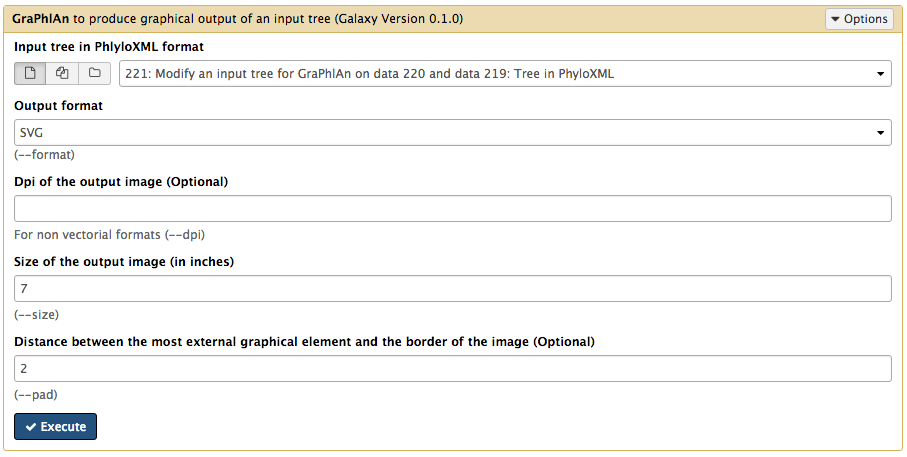 GraPhlAn to produce graphical output of an input tree (Galaxy Version 0.1.0)
Options
Input tree in PhlyloXML format
221: Modify an input tree for GraPhlAn on data 220 and data 219: Tree in PhyloXML
Output format
SVG
(--format)
Dpi of the output image (Optional)
For non vectorial formats (--dpi)
Size of the output image (in inches)
7
(--size)
Distance between the most external graphical element and the border of the image (Optional)
2
(--pad)
Execute